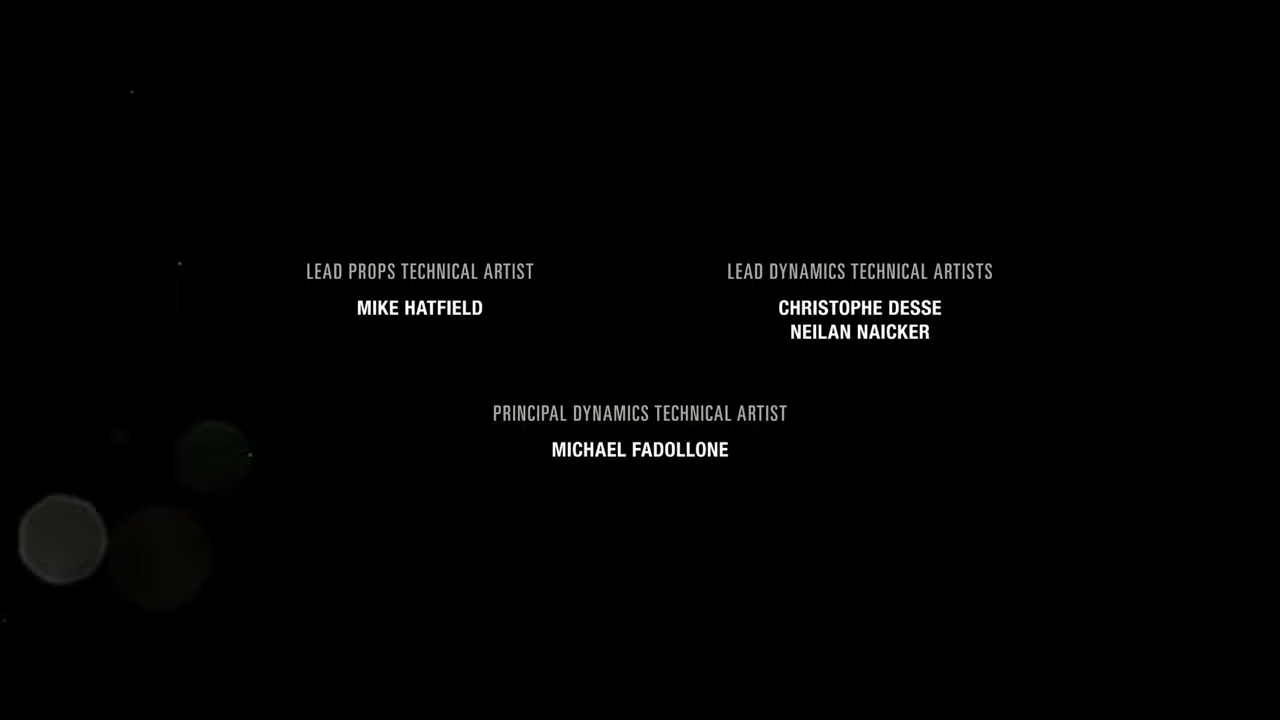 LEAD PROPS TECHNICAL ARTIST
MIKE HATFIELD
LEAD DYNAMICS TECHNICAL ARTISTS
CHRISTOPHE DESSE
NEILAN NAICKER
PRINCIPAL DYNAMICS TECHNICAL ARTIST
MICHAEL FADOLLONE